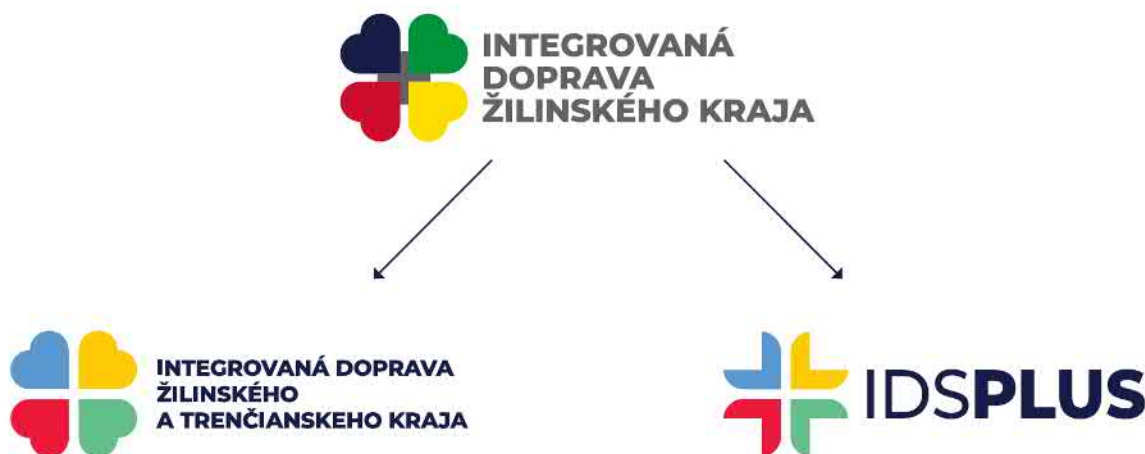 INTEGROVANÁ
DOPRAVA
ŽILINSKÉHO KRAJA
INTEGROVANÁ DOPRAVA
ŽILINSKÉHO
A TRENČIANSKEHO KRAJA
IDSPLUS